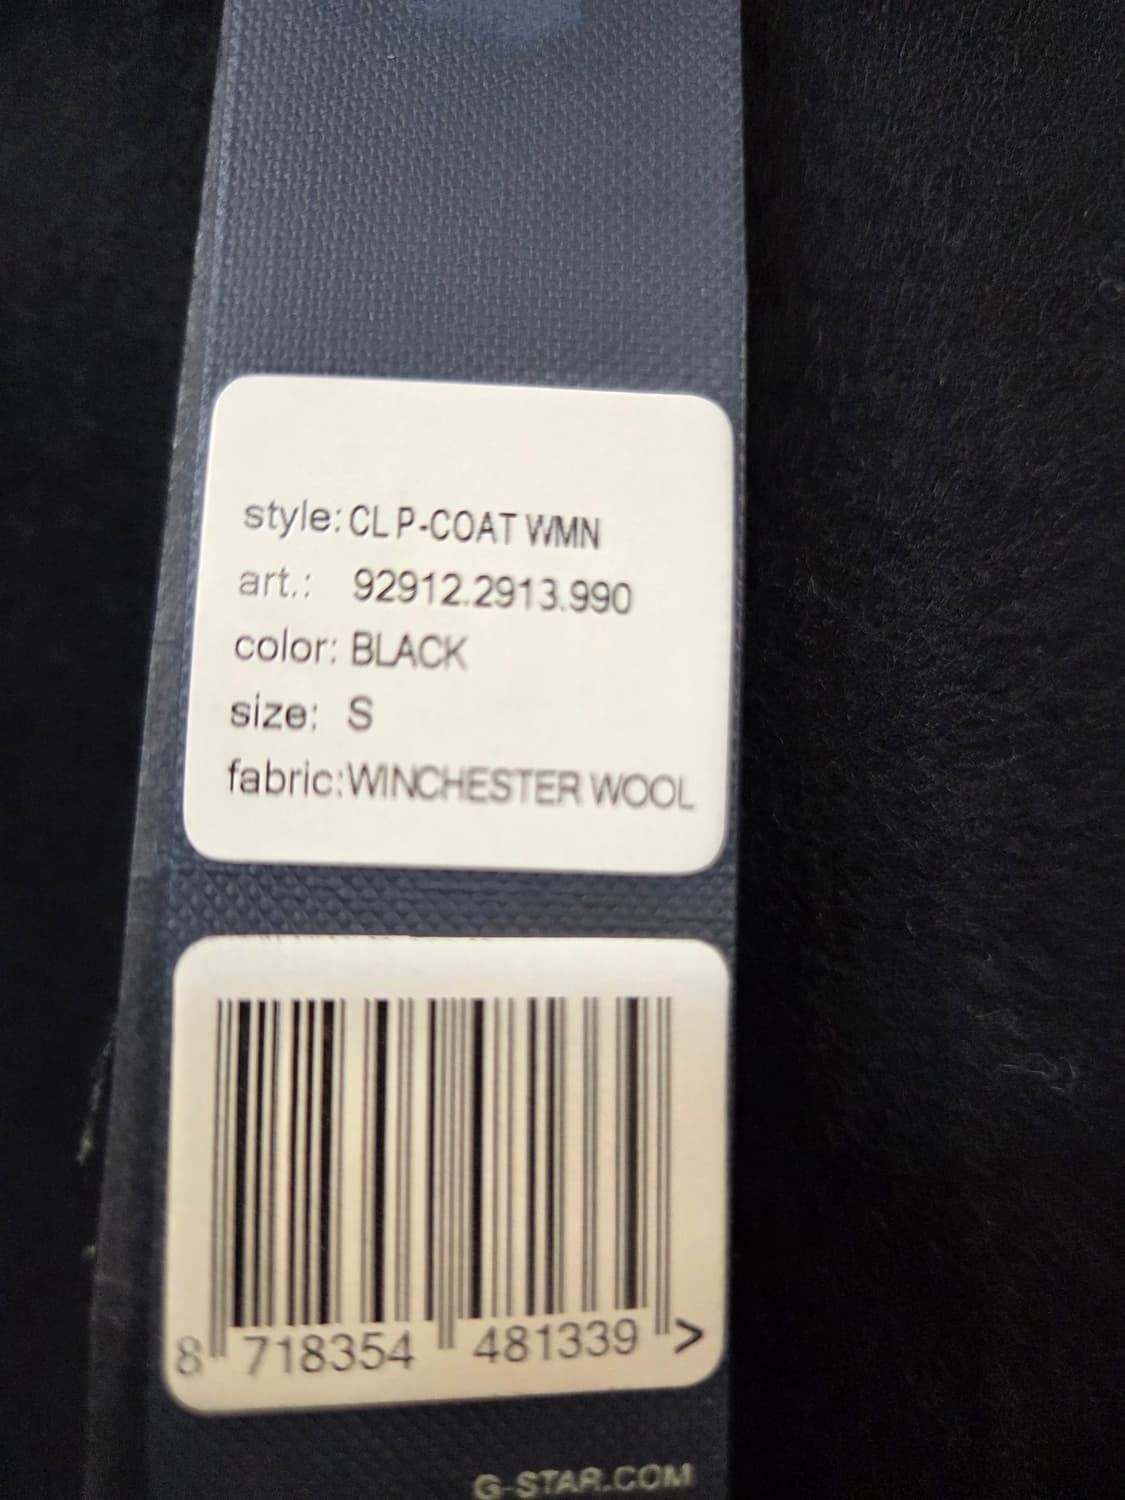 style: CL P-COAT WMN
art.: 92912.2913.990
color: BLACK
size: S
fabric: WINCHESTER WOOL
8 718354 481339 >
G-STAR.COM